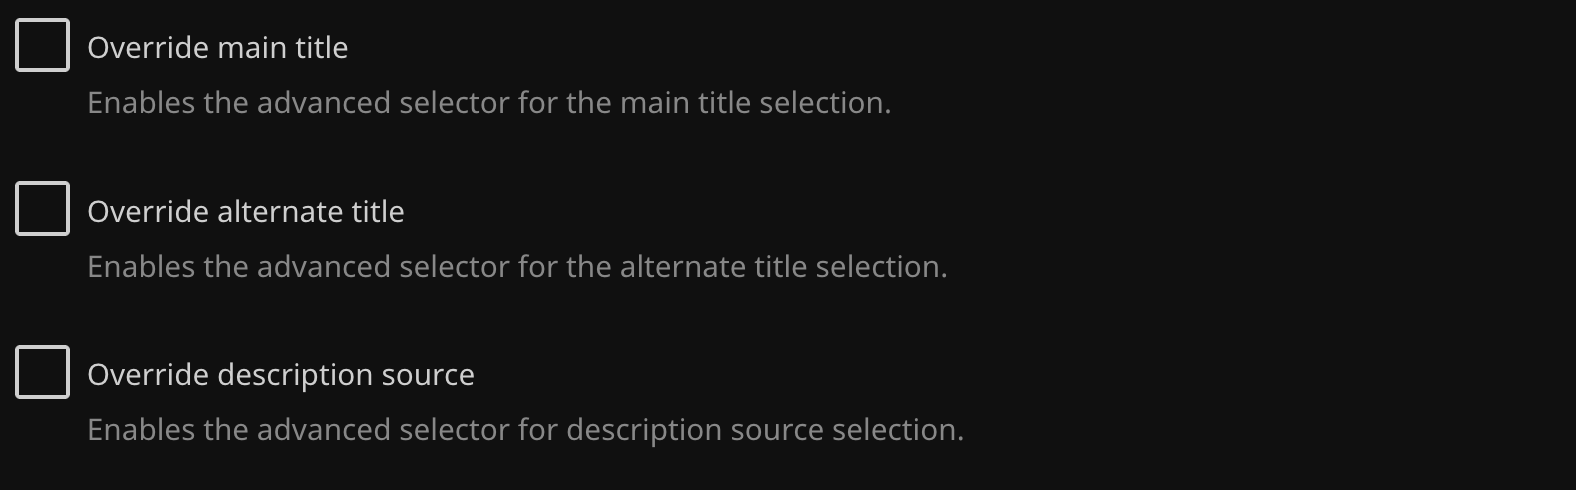 Override main title
Enables the advanced selector for the main title selection.
Override alternate title
Enables the advanced selector for the alternate title selection.
Override description source
Enables the advanced selector for description source selection.